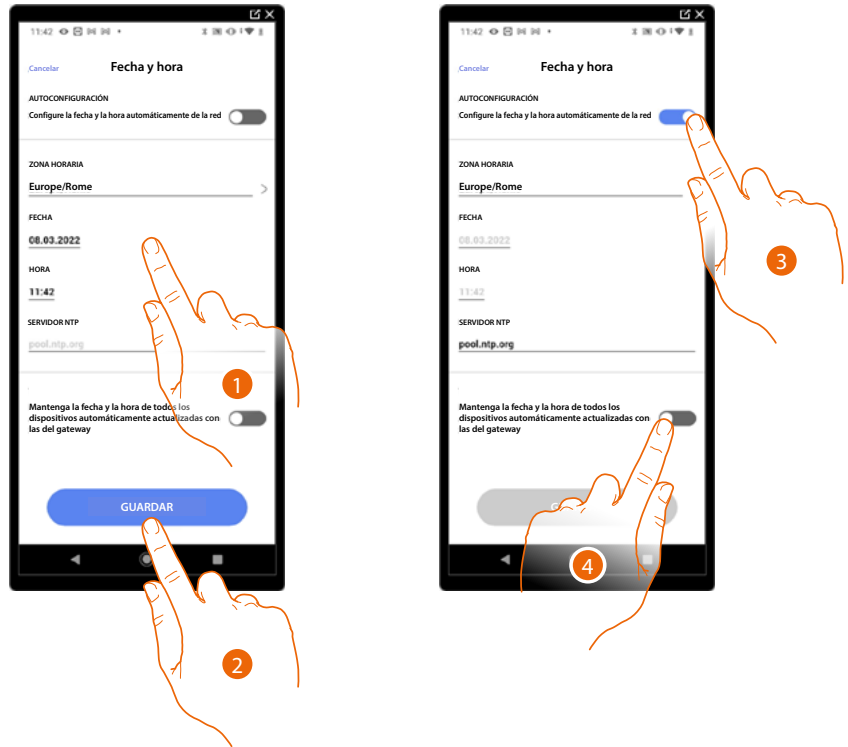 11:42
Cancelar
Fecha y hora
AUTOCONFIGURACIÓN
Configure la fecha y la hora automáticamente de la red
ZONA HORARIA
Europe/Rome
FECHA
08.03.2022
HORA
11:42
SERVIDOR NTP
pool.ntp.org
1
Mantenga la fecha y la hora de todos los
dispositivos automáticamente actualizadas con
las del gateway
GUARDAR
2
11:42
Cancelar
Fecha y hora
AUTOCONFIGURACIÓN
Configure la fecha y la hora automáticamente de la red
ZONA HORARIA
Europe/Rome
3
FECHA
08.03.2022
HORA
11:42
SERVIDOR NTP
pool.ntp.org
Mantenga la fecha y la hora de todos los
dispositivos automáticamente actualizadas con
las del gateway
4